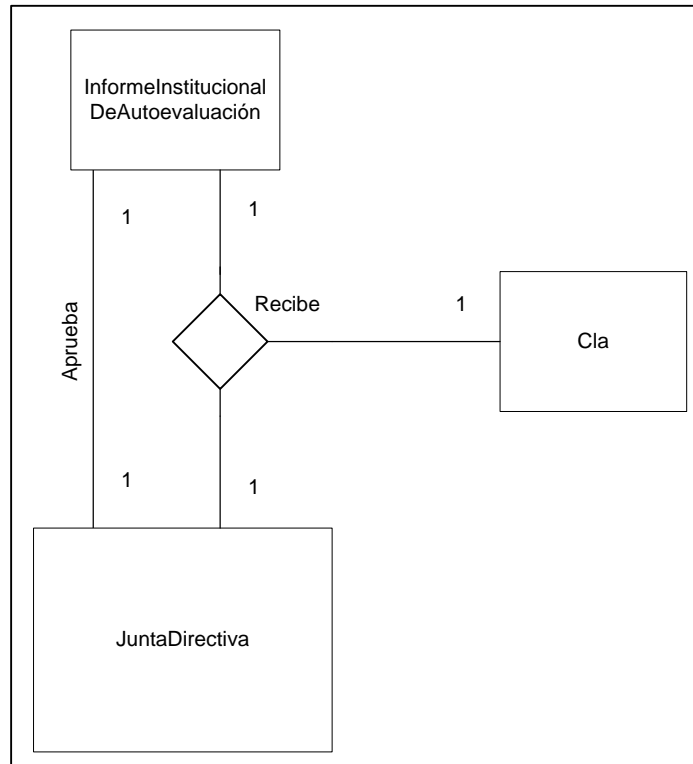 InformeInstitucional
DeAutoevaluación
1
1
Aprueba
Recibe
1
Cla
1
1
JuntaDirectiva